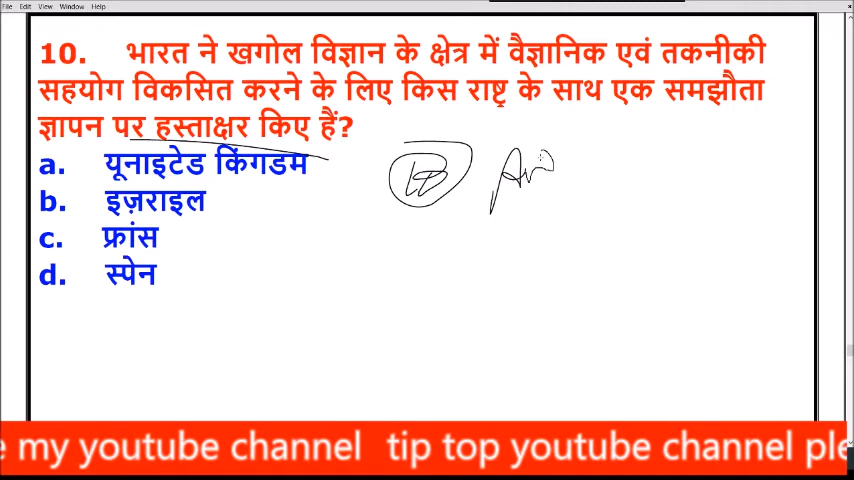 File Edit View Window Help
10. भारत ने खगोल विज्ञान के क्षेत्र में वैज्ञानिक एवं तकनीकी
सहयोग विकसित करने के लिए किस राष्ट्र के साथ एक समझौता
ज्ञापन पर हस्ताक्षर किए हैं?
a. यूनाइटेड किंगडम
b. इज़राइल
c. फ्रांस
d. स्पेन
my youtube channel tip top youtube channel